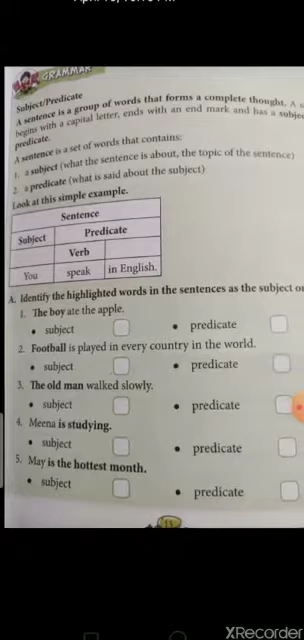 GRAMMAR
Subject/Predicate
A sentence is a group of words that forms a complete thought. A
begins with a capital letter, ends with an end mark and has a
predicate.
A sentence is a set of words that contains:
1. a subject (what the sentence is about, the topic of the sentence)
2. a predicate (what is said about the subject)
Look at this simple example.
Sentence
Subject Predicate
Verb
You speak in English.
A. Identify the highlighted words in the sentences as the subject
1. The boy ate the apple.
• subject • predicate
2. Football is played in every country in the world.
• subject • predicate
3. The old man walked slowly.
• subject • predicate
4. Meena is studying.
• subject • predicate
5. May is the hottest month.
• subject • predicate
XRecorder